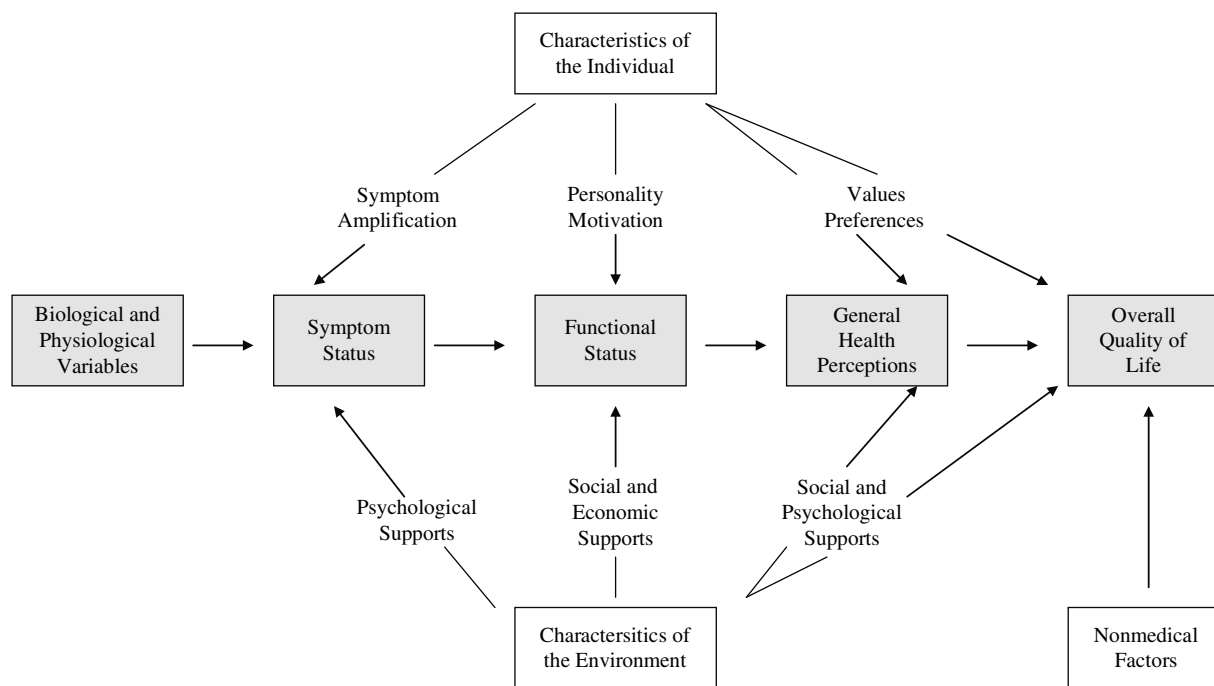 Characteristics of
the Individual
Symptom
Amplification
Personality
Motivation
Values
Preferences
Biological and
Physiological
Variables
Symptom
Status
Functional
Status
General
Health
Perceptions
Overall
Quality of
Life
Psychological
Supports
Social and
Economic
Supports
Social and
Psychological
Supports
Charactersitics of
the Environment
Nonmedical
Factors